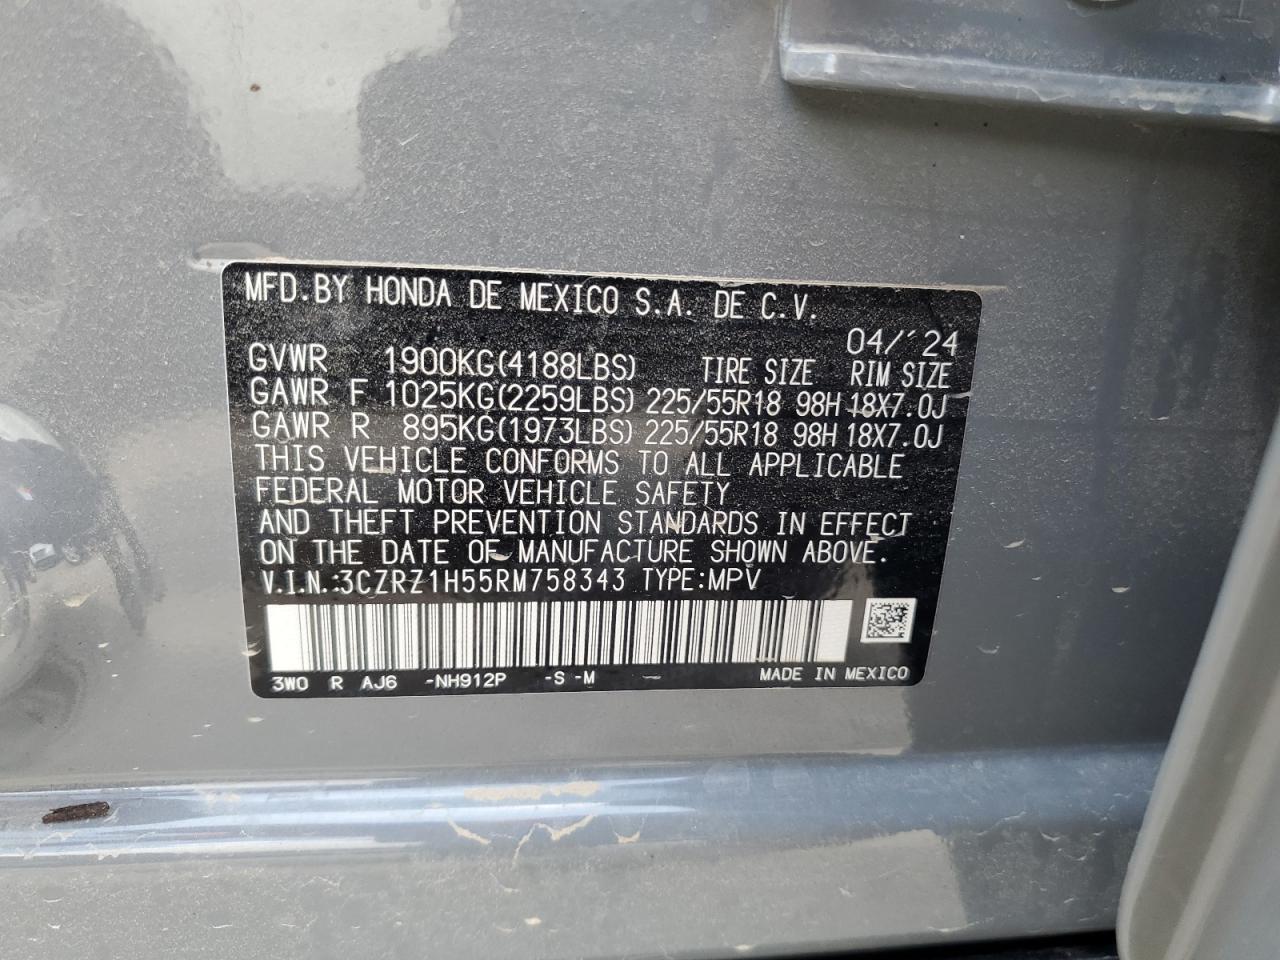 MFD.BY HONDA DE MEXICO S.A. DE C.V.
04/'24
GVWR 1900KG(4188LBS) TIRE SIZE RIM SIZE
GAWR F 1025KG(2259LBS) 225/55R18 98H 18X7.0J
GAWR R 895KG(1973LBS) 225/55R18 98H 18X7.0J
THIS VEHICLE CONFORMS TO ALL APPLICABLE
FEDERAL MOTOR VEHICLE SAFETY
AND THEFT PREVENTION STANDARDS IN EFFECT
ON THE DATE OF MANUFACTURE SHOWN ABOVE.
V.I.N.:3CZRZ1H55RM758343 TYPE:MPV
3WO R AJ6 -NH912P -S -M MADE IN MEXICO